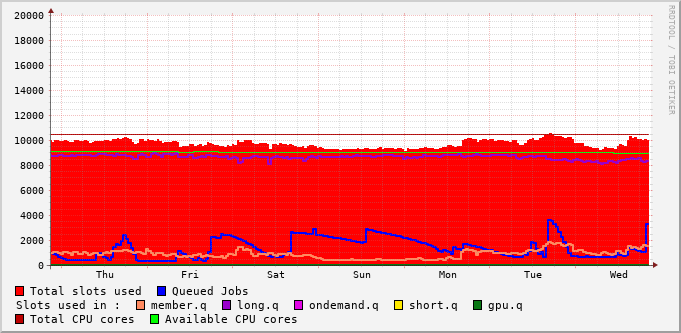 20000
18000
16000
14000
12000
10000
8000
6000
4000
2000
0
Thu Fri Sat Sun Mon Tue Wed
RRDTOOL / TOBI OETIKER
Total slots used Queued Jobs
Slots used in : member.q long.q ondemand.q short.q gpu.q
Total CPU cores Available CPU cores